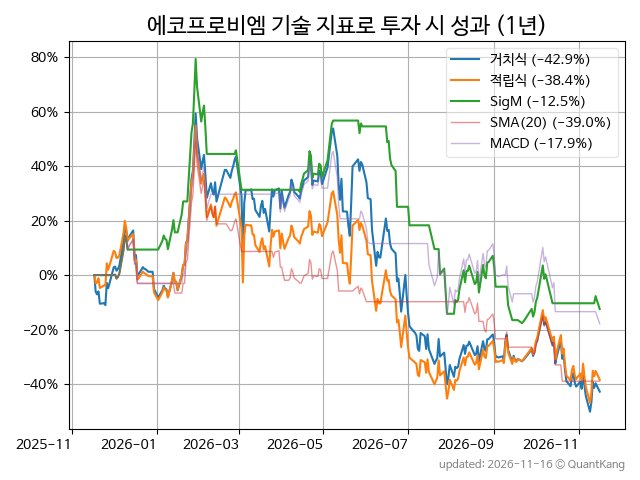 에코프로비엠 기술 지표로 투자 시 성과 (1년)
거치식 (−42.9%)
적립식 (−38.4%)
SigM (−12.5%)
SMA(20) (−39.0%)
MACD (−17.9%)
80%
60%
40%
20%
0%
−20%
−40%
2025−11 2026−01 2026−03 2026−05 2026−07 2026−09 2026−11
updated: 2026−11−16 © QuantKang